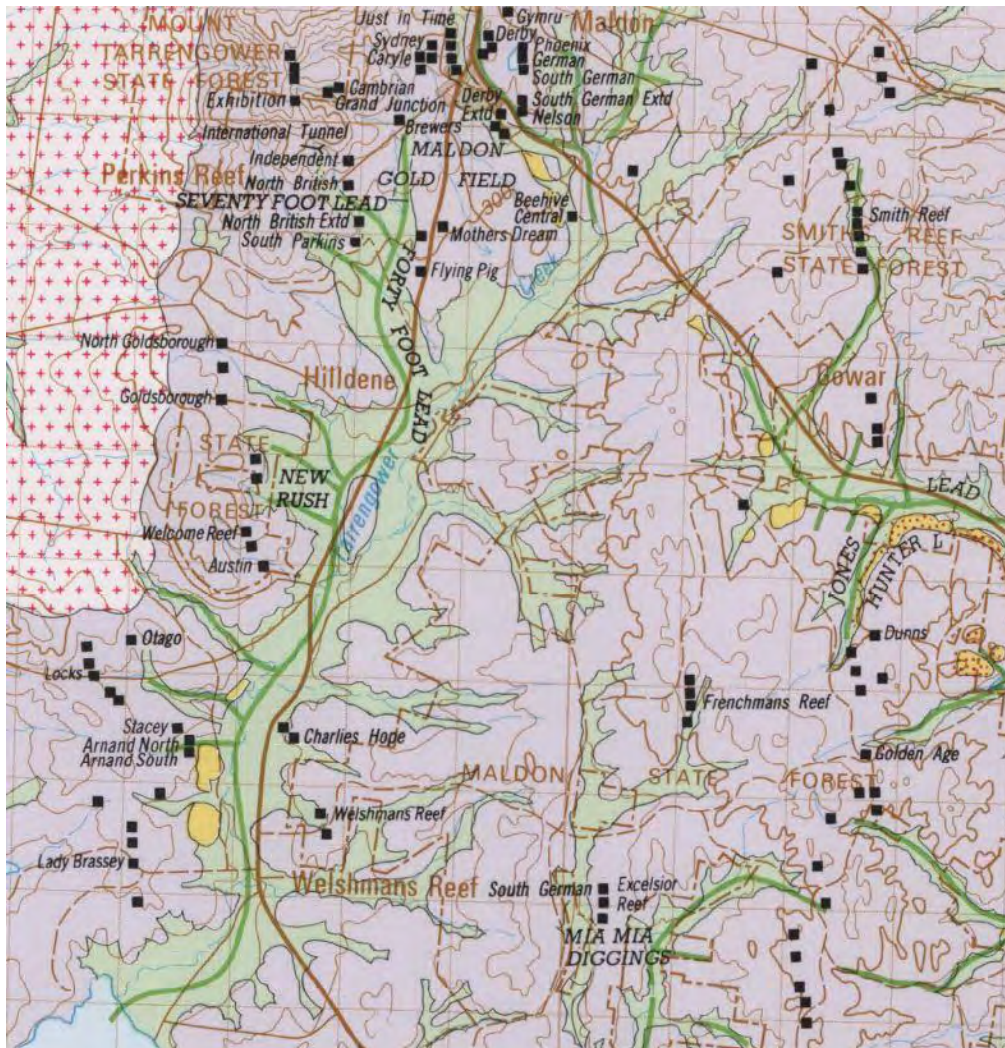 MOUNT
TARRENGOWER
STATE FOREST
Just in Time
Sydney
Caryle
Gymru
Derby
Maldon
Phoenix
German
South German
Cambrian
Exhibition
Grand Junction
Derby
Extd
South German Extd
Nelson
Brewers
International Tunnel
MALDON
GOLD FIELD
Independent
Perkins Reef
North British
300
SEVENTY FOOT LEAD
Beehive
Central
North British Extd
South Parkins
Mothers Dream
Smith Reef
SMITHS REEF
STATE FOREST
Flying Pig
Creek
FORTY FOOT LEAD
North Goldsborough
Hilldene
Gowar
Goldsborough
STATE
FOREST
NEW
RUSH
LEAD
Tarrengower
Welcome Reef
Austin
JONES
HUNTER L
Otago
Dunns
Locks
Frenchmans Reef
Stacey
Arnand North
Arnand South
Charlies Hope
Golden Age
MALDON STATE FOREST
Welshmans Reef
Lady Brassey
Welshmans Reef
South German
Excelsior
Reef
MIA MIA
DIGGINGS